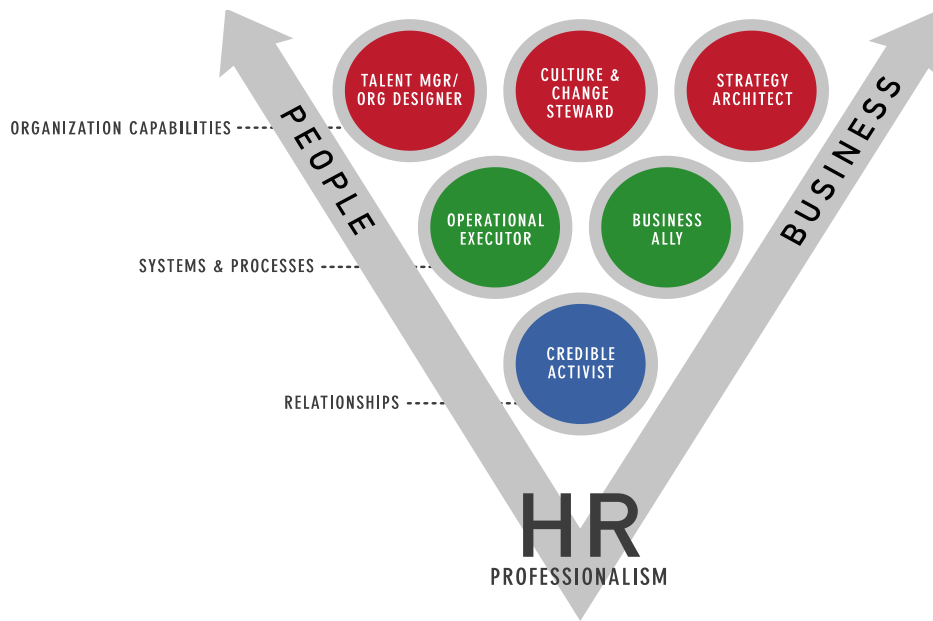 TALENT MGR/
ORG DESIGNER
CULTURE &
CHANGE
STEWARD
STRATEGY
ARCHITECT
ORGANIZATION CAPABILITIES
PEOPLE
BUSINESS
OPERATIONAL
EXECUTOR
BUSINESS
ALLY
SYSTEMS & PROCESSES
CREDIBLE
ACTIVIST
RELATIONSHIPS
HR
PROFESSIONALISM